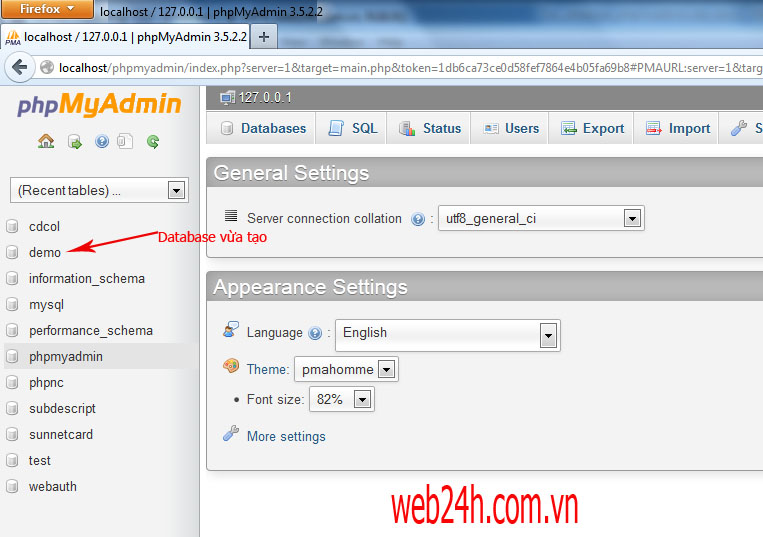 Firefox
localhost / 127.0.0.1 | phpMyAdmin 3.5.2.2
localhost / 127.0.0.1 | phpMyAdmin 3.5.2.2 +
localhost/phpmyadmin/index.php?server=1&target=main.php&token=1db6ca73ce0d58fef7864e4b05fa69b8#PMAURL:server=1&targ
phpMyAdmin
127.0.0.1
Databases SQL Status Users Export Import S
(Recent tables) ...
cdcol
demo
Database vừa tạo
information_schema
mysql
performance_schema
phpmyadmin
phpnc
subdescript
sunnetcard
test
webauth
General Settings
Server connection collation : utf8_general_ci
Appearance Settings
Language : English
Theme: pmahomme
• Font size: 82%
More settings
web24h.com.vn